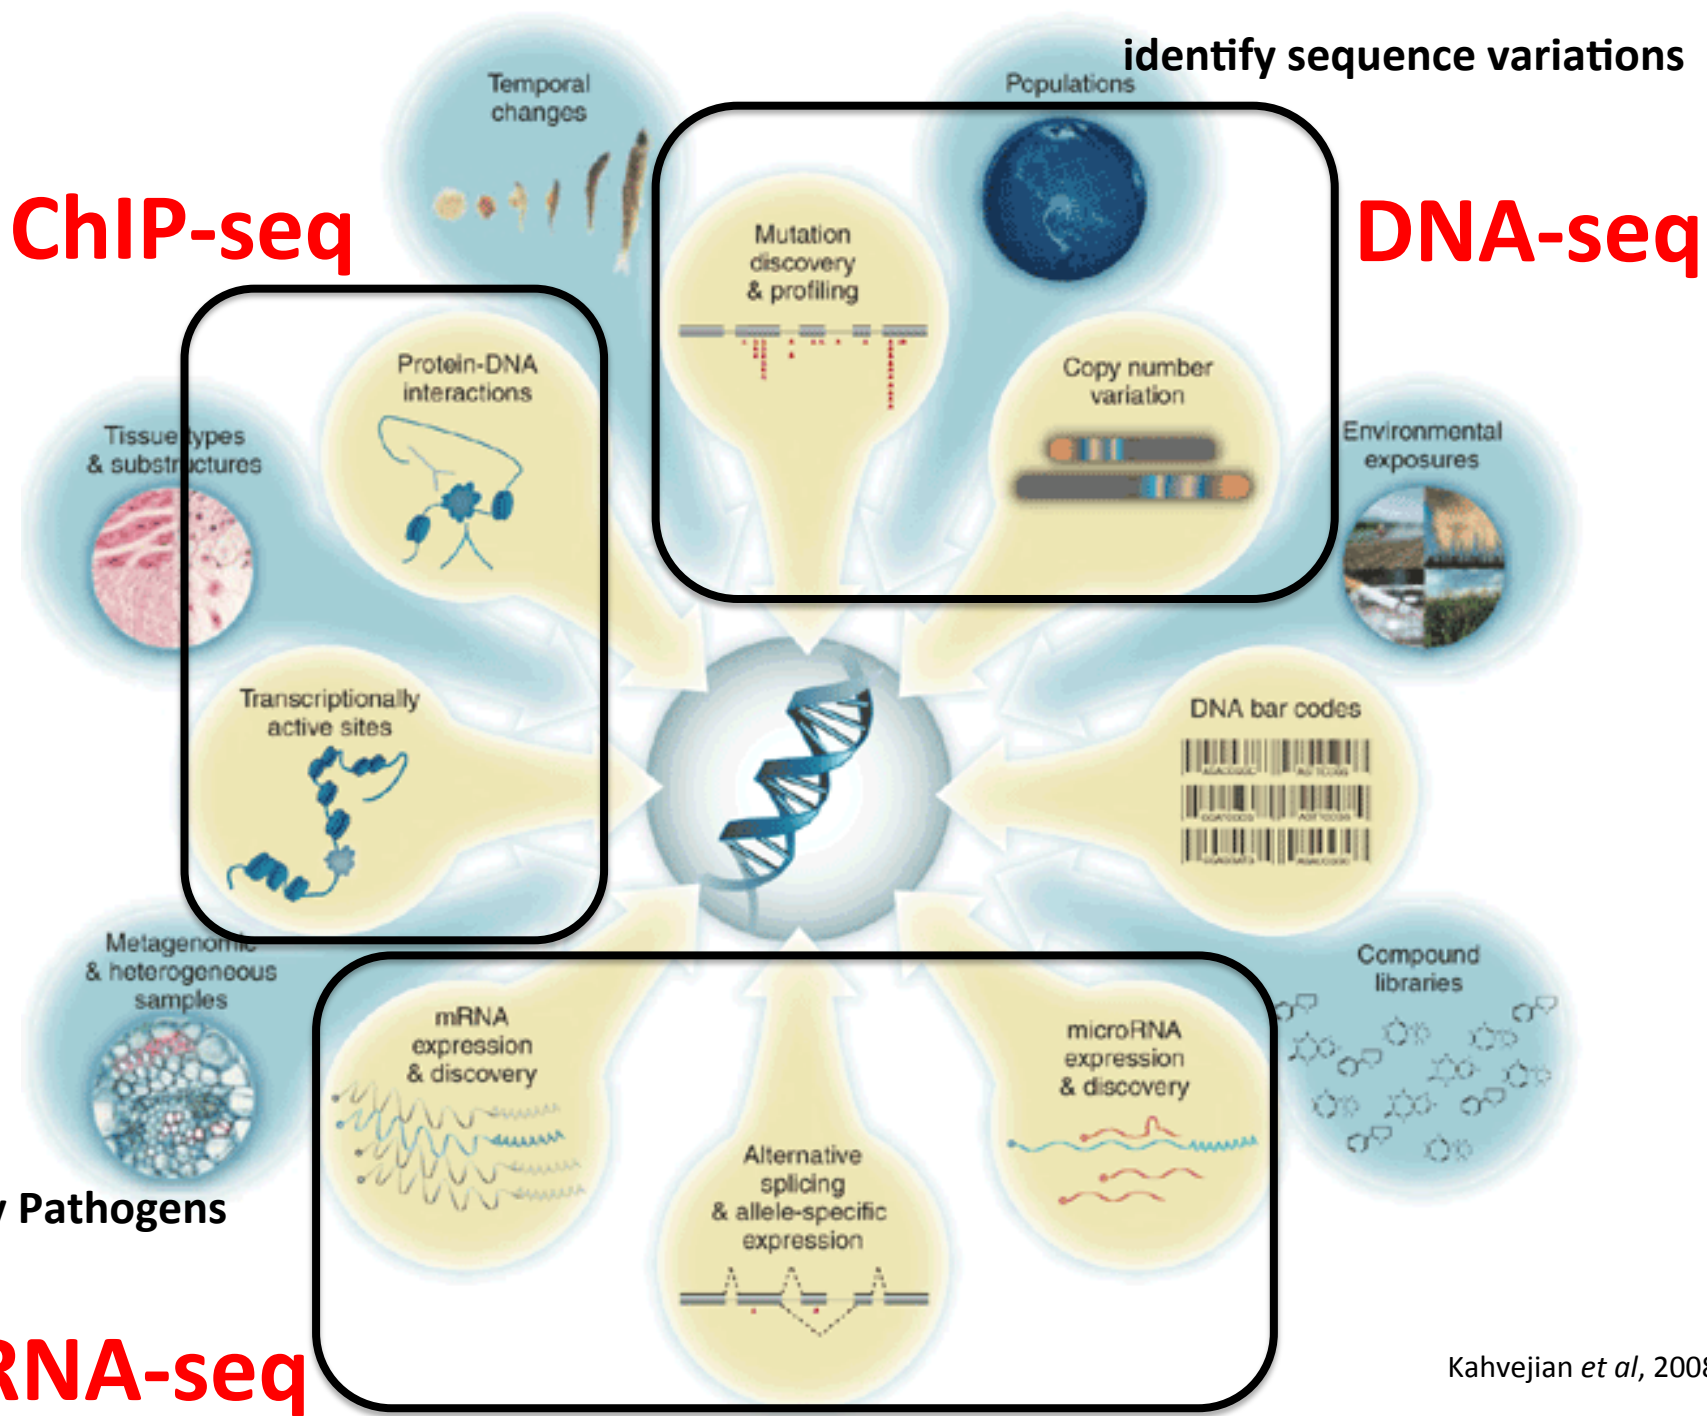 identify sequence variations
Temporal
changes
Populations
ChIP-seq
DNA-seq
Mutation
discovery
& profiling
Protein-DNA
interactions
Copy number
variation
Tissue types
& substructures
Environmental
exposures
Transcriptionally
active sites
DNA bar codes
Metagenomic
& heterogeneous
samples
Compound
libraries
mRNA
expression
& discovery
microRNA
expression
& discovery
Alternative
splicing
& allele-specific
expression
y Pathogens
RNA-seq
Kahvejian et al, 2008